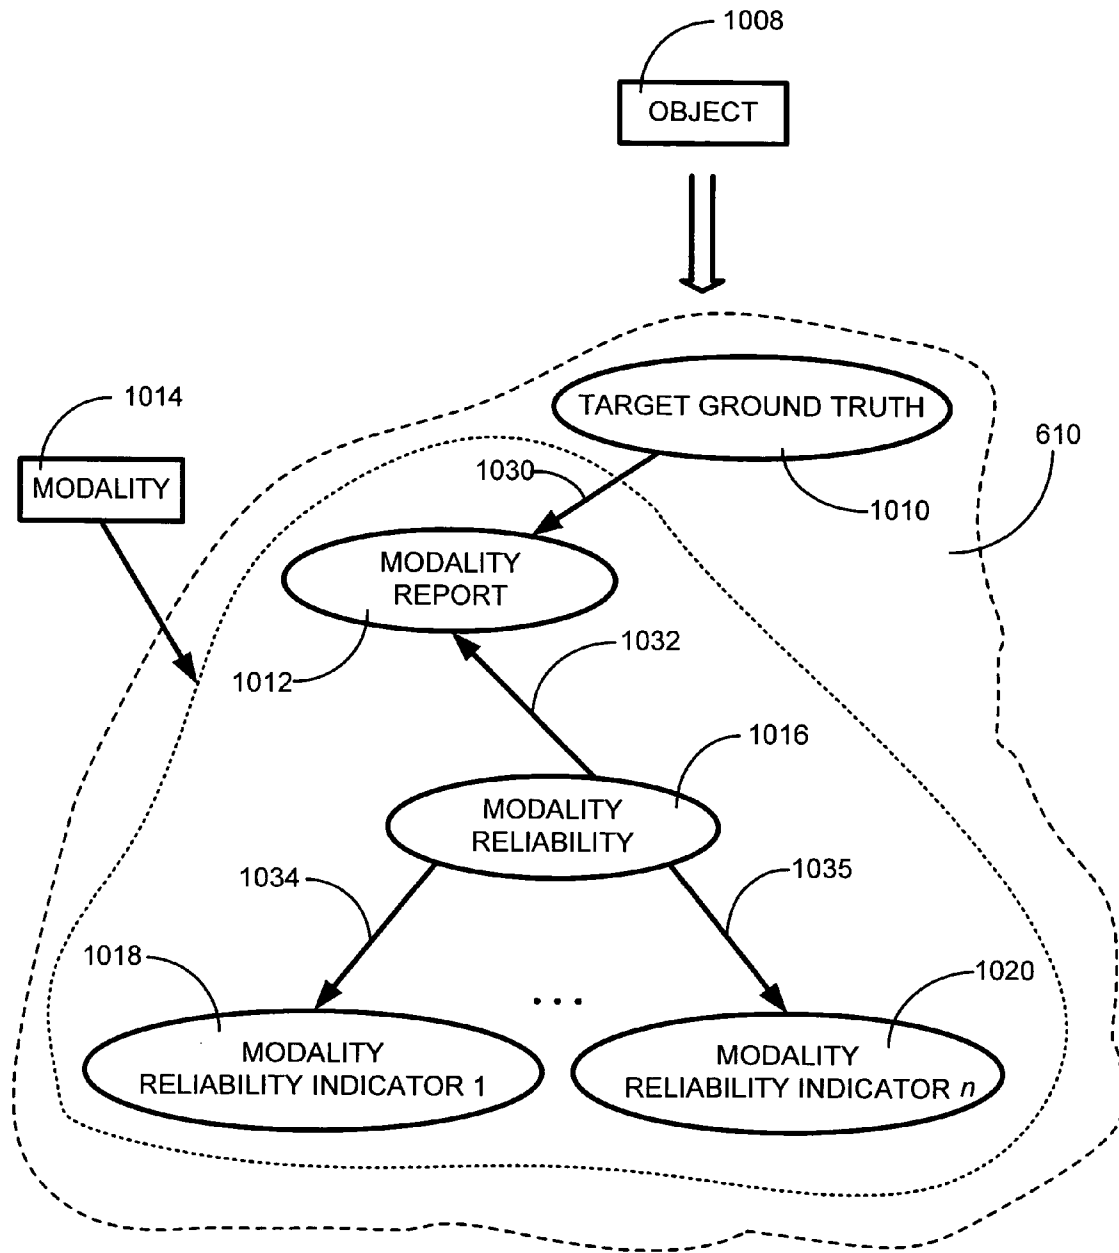 1008
OBJECT
1014
MODALITY
TARGET GROUND TRUTH
610
1030
1010
MODALITY
REPORT
1012
1032
1016
MODALITY
RELIABILITY
1034
1035
1018
1020
...
MODALITY
RELIABILITY INDICATOR 1
MODALITY
RELIABILITY INDICATOR n